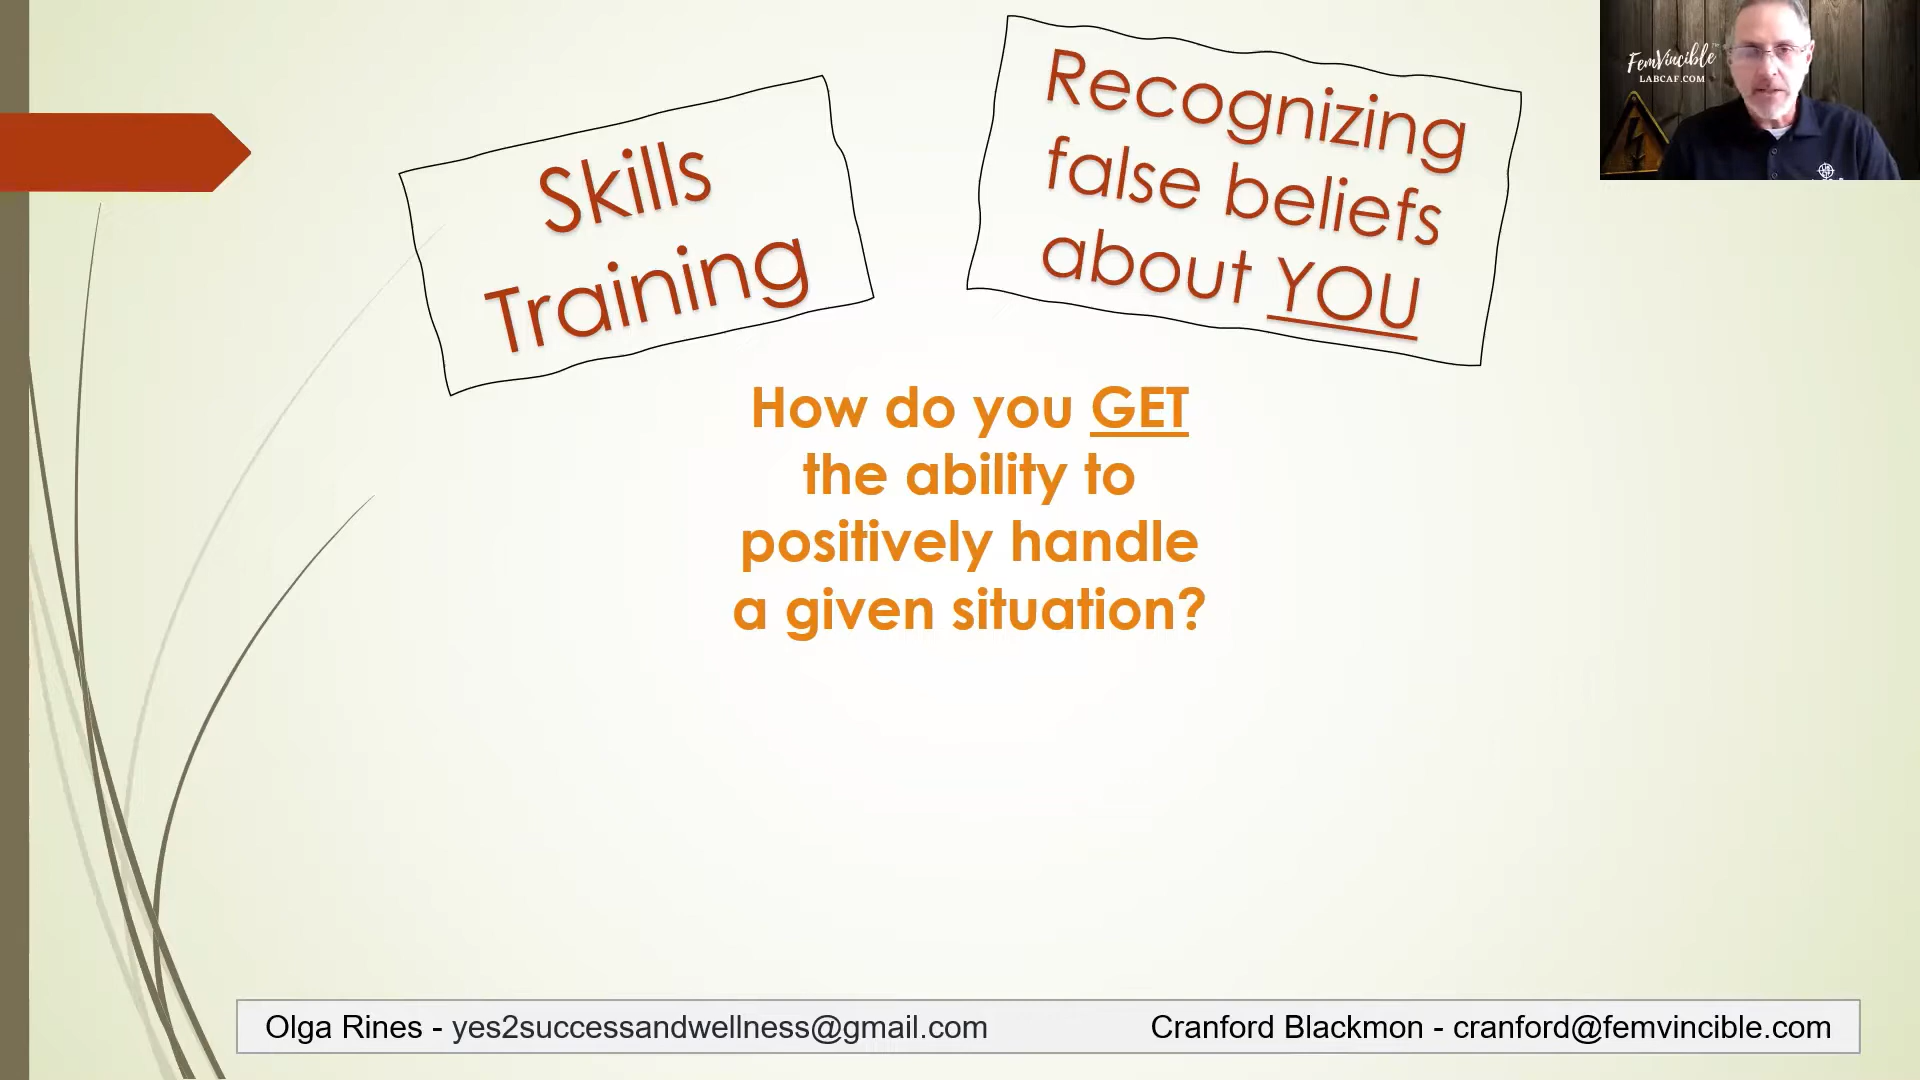 Skills
Training
Recognizing
false beliefs
about YOU
FemVincible™
LABCAF.COM
How do you GET
the ability to
positively handle
a given situation?
Olga Rines - yes2successandwellness@gmail.com
Cranford Blackmon - cranford@femvincible.com